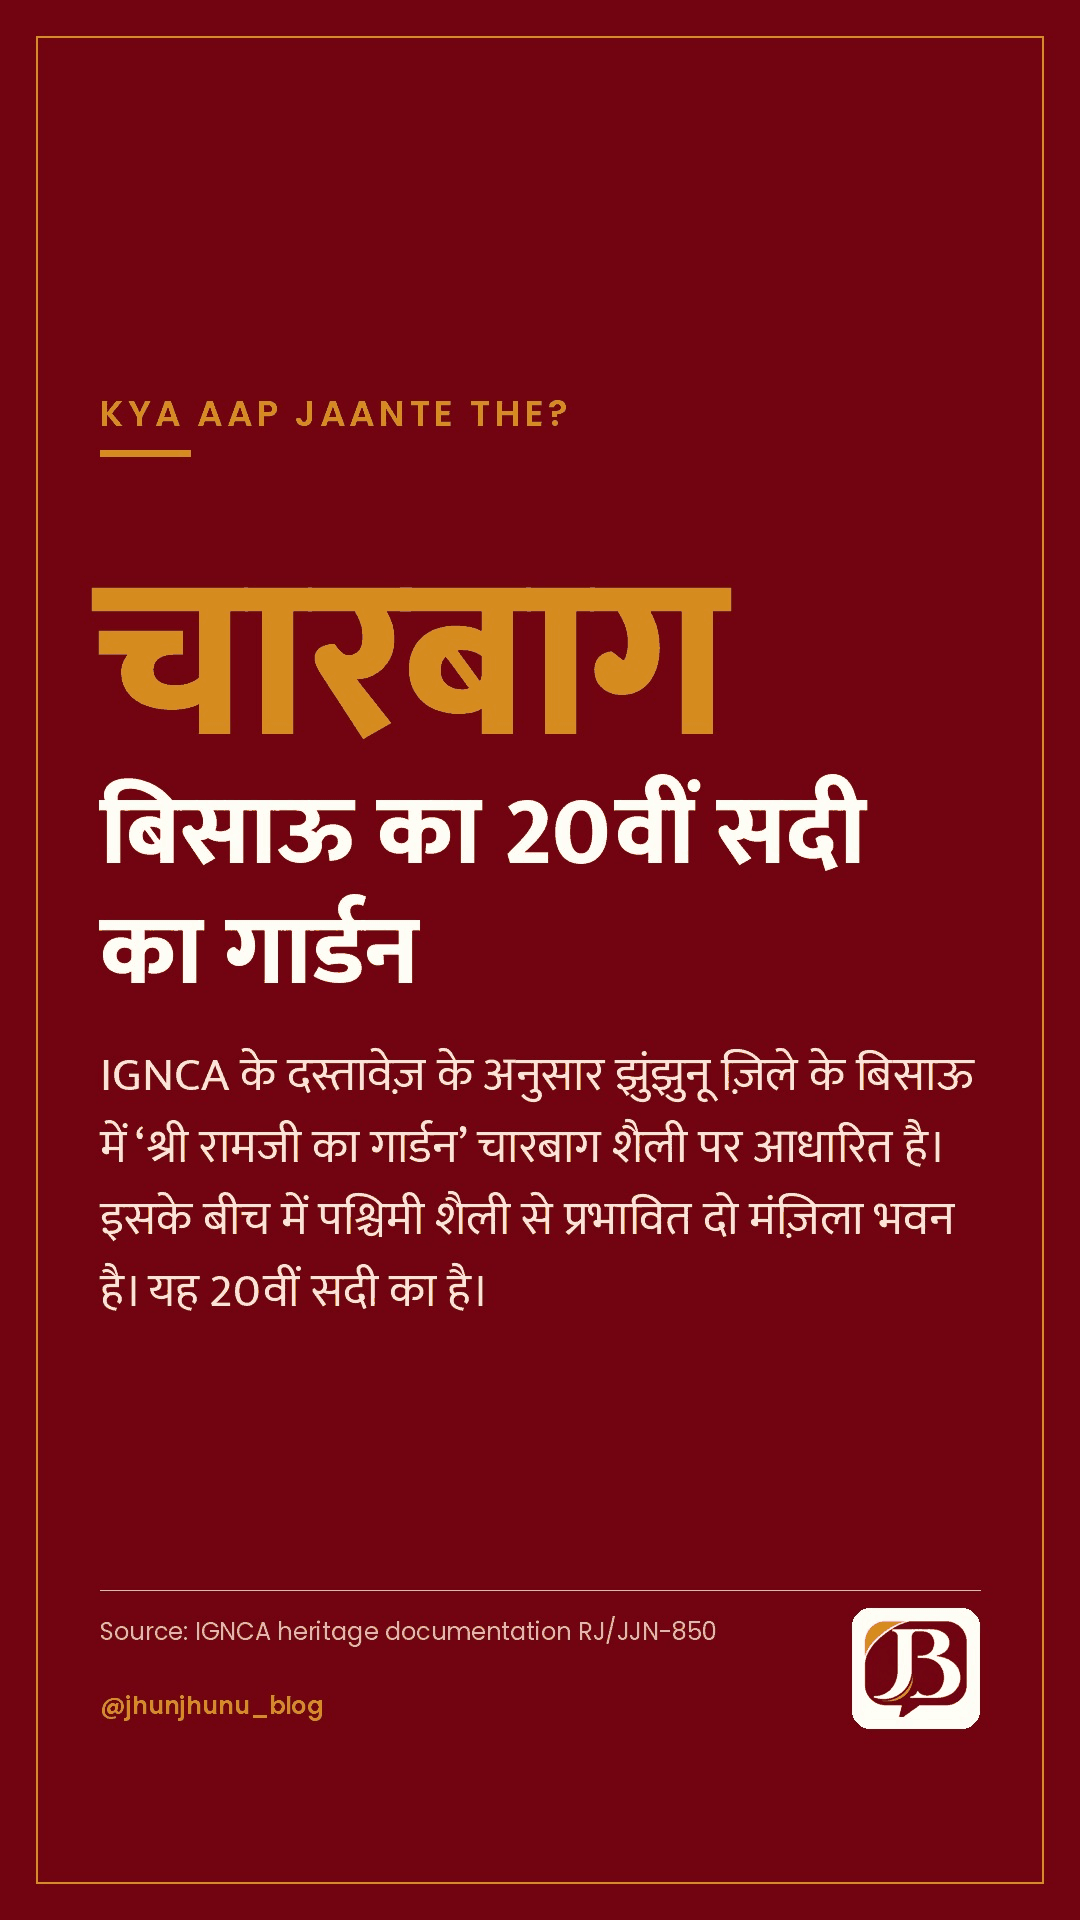 KYA AAP JAANTE THE?
चारबाग
बिसाऊ का 20वीं सदी
का गार्डन
IGNCA के दस्तावेज़ के अनुसार झुंझुनू ज़िले के बिसाऊ
में ‘श्री रामजी का गार्डन’ चारबाग शैली पर आधारित है।
इसके बीच में पश्चिमी शैली से प्रभावित दो मंज़िला भवन
है। यह 20वीं सदी का है।
Source: IGNCA heritage documentation RJ/JJN-850
@jhunjhunu_blog
JB